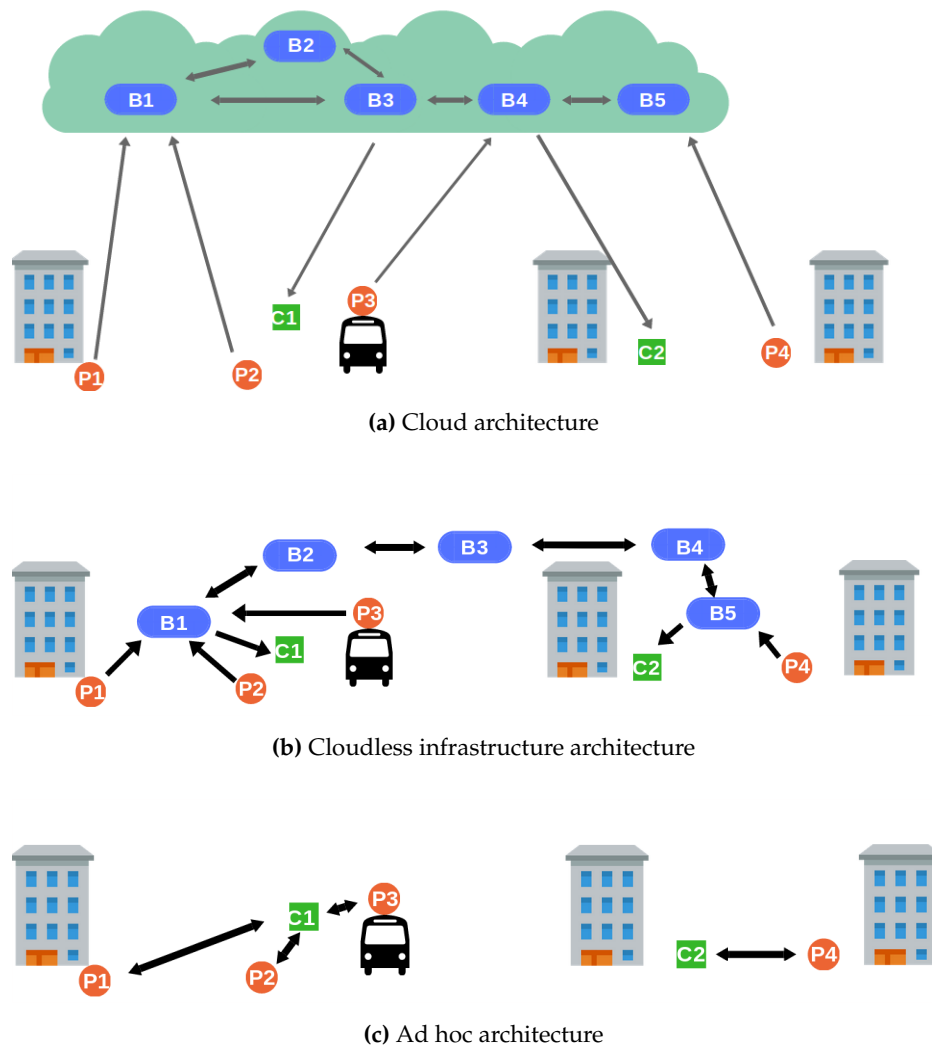 B2
B1 B3 B4 B5
C1 P3
P1 P2 C2 P4
(a) Cloud architecture
B2 B3 B4
B1 P3 B5
C1 C2 P4
P1 P2
(b) Cloudless infrastructure architecture
C1 P3
P1 P2 C2 P4
(c) Ad hoc architecture